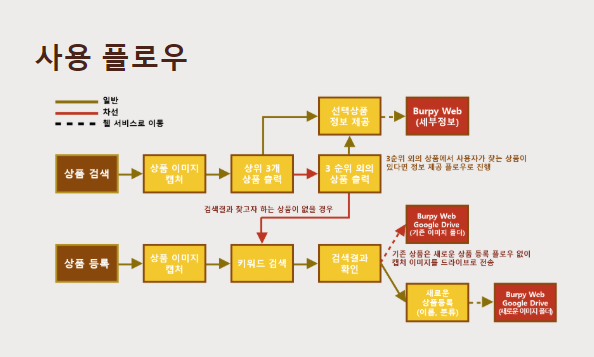 사용 플로우
일반
차선
웹 서비스로 이동
선택상품
정보 제공
Burpy Web
(세부정보)
상품 검색
상품 이미지
캡처
상위 3개
상품 출력
3 순위 외의
상품 출력
3순위 외의 상품에서 사용자가 찾는 상품이
있다면 정보 제공 플로우로 진행
검색결과 찾고자 하는 상품이 없을 경우
Burpy Web
Google Drive
(기존 이미지 폴더)
상품 등록
상품 이미지
캡처
키워드 검색
검색결과
확인
기존 상품은 새로운 상품 등록 플로우 없이
캡처 이미지를 드라이브로 전송
새로운
상품등록
(이름, 분류)
Burpy Web
Google Drive
(새로운 이미지 폴더)